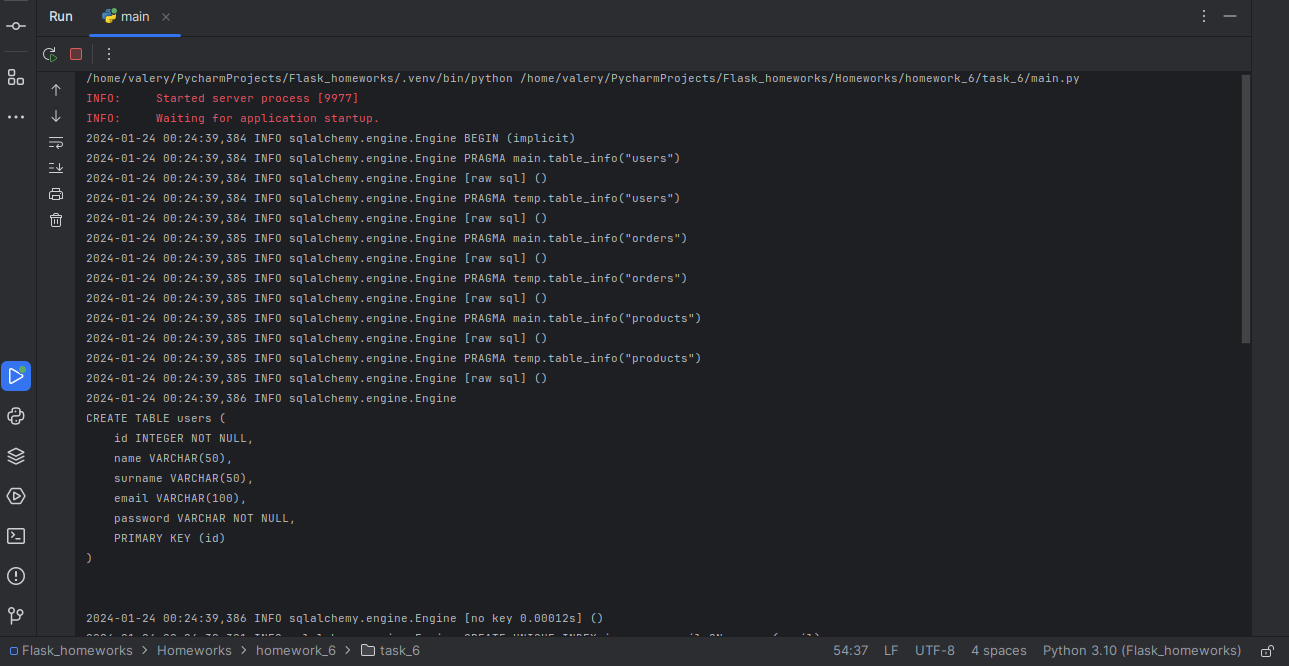 Run
main
/home/valery/PycharmProjects/Flask_homeworks/.venv/bin/python /home/valery/PycharmProjects/Flask_homeworks/Homeworks/homework_6/task_6/main.py
INFO:     Started server process [9977]
INFO:     Waiting for application startup.
2024-01-24 00:24:39,384 INFO sqlalchemy.engine.Engine BEGIN (implicit)
2024-01-24 00:24:39,384 INFO sqlalchemy.engine.Engine PRAGMA main.table_info("users")
2024-01-24 00:24:39,384 INFO sqlalchemy.engine.Engine [raw sql] ()
2024-01-24 00:24:39,384 INFO sqlalchemy.engine.Engine PRAGMA temp.table_info("users")
2024-01-24 00:24:39,384 INFO sqlalchemy.engine.Engine [raw sql] ()
2024-01-24 00:24:39,385 INFO sqlalchemy.engine.Engine PRAGMA main.table_info("orders")
2024-01-24 00:24:39,385 INFO sqlalchemy.engine.Engine [raw sql] ()
2024-01-24 00:24:39,385 INFO sqlalchemy.engine.Engine PRAGMA temp.table_info("orders")
2024-01-24 00:24:39,385 INFO sqlalchemy.engine.Engine [raw sql] ()
2024-01-24 00:24:39,385 INFO sqlalchemy.engine.Engine PRAGMA main.table_info("products")
2024-01-24 00:24:39,385 INFO sqlalchemy.engine.Engine [raw sql] ()
2024-01-24 00:24:39,385 INFO sqlalchemy.engine.Engine PRAGMA temp.table_info("products")
2024-01-24 00:24:39,385 INFO sqlalchemy.engine.Engine [raw sql] ()
2024-01-24 00:24:39,386 INFO sqlalchemy.engine.Engine
CREATE TABLE users (
    id INTEGER NOT NULL,
    name VARCHAR(50),
    surname VARCHAR(50),
    email VARCHAR(100),
    password VARCHAR NOT NULL,
    PRIMARY KEY (id)
)
2024-01-24 00:24:39,386 INFO sqlalchemy.engine.Engine [no key 0.00012s] ()
Flask_homeworks > Homeworks > homework_6 > task_6
54:37 LF UTF-8 4 spaces Python 3.10 (Flask_homeworks)